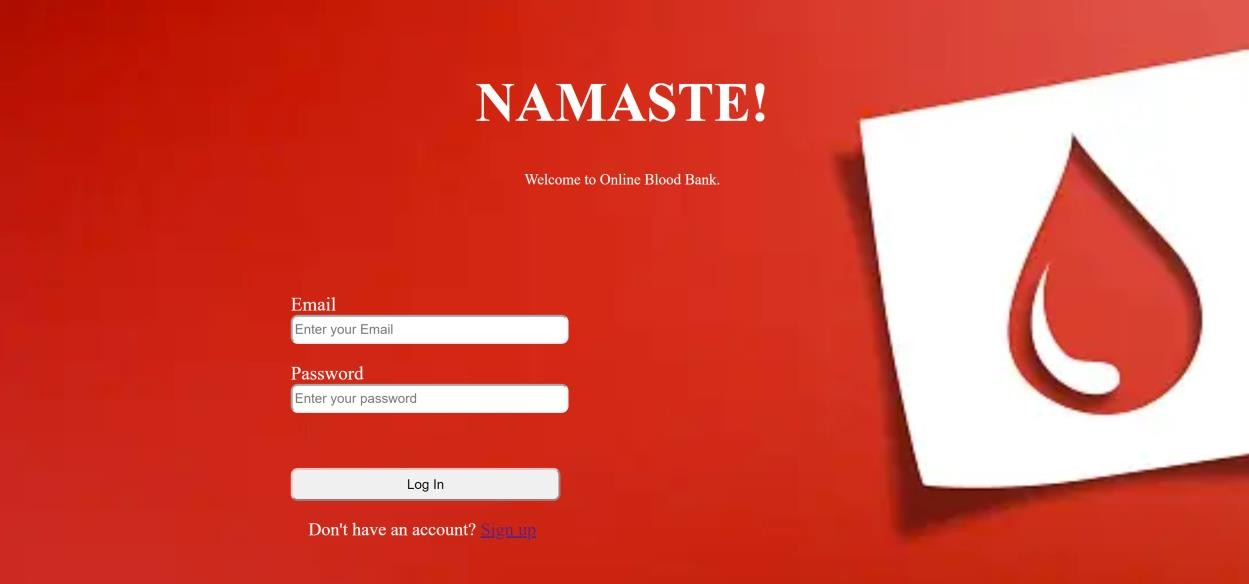 NAMASTE!
Welcome to Online Blood Bank.
Email
Enter your Email
Password
Enter your password
Log In
Don't have an account? Sign up